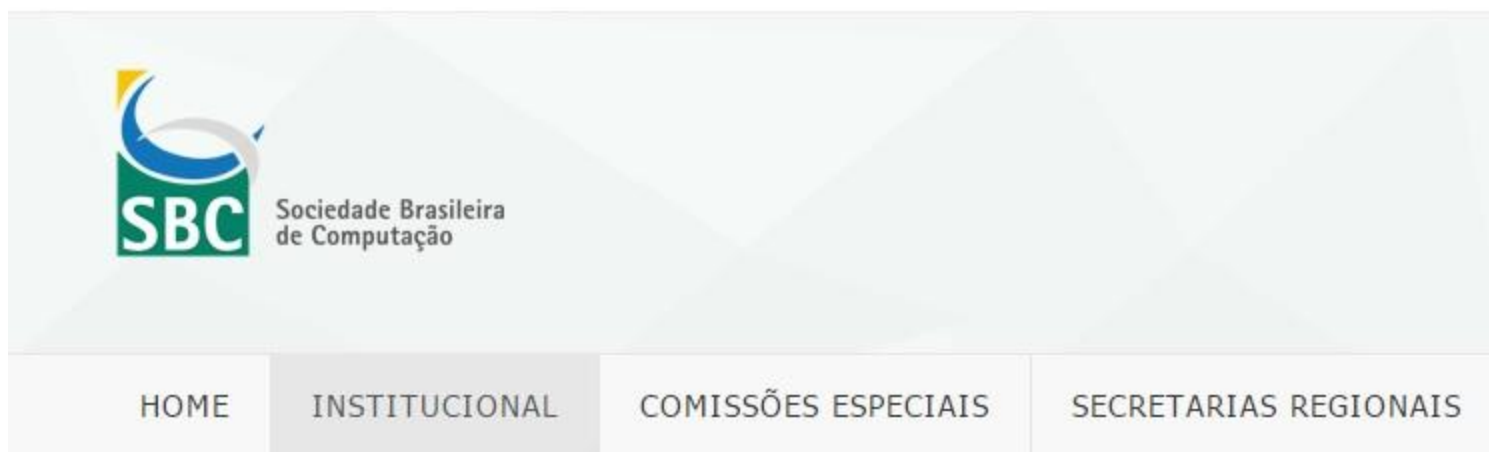 SBC
Sociedade Brasileira
de Computação
HOME INSTITUCIONAL COMISSÕES ESPECIAIS SECRETARIAS REGIONAIS